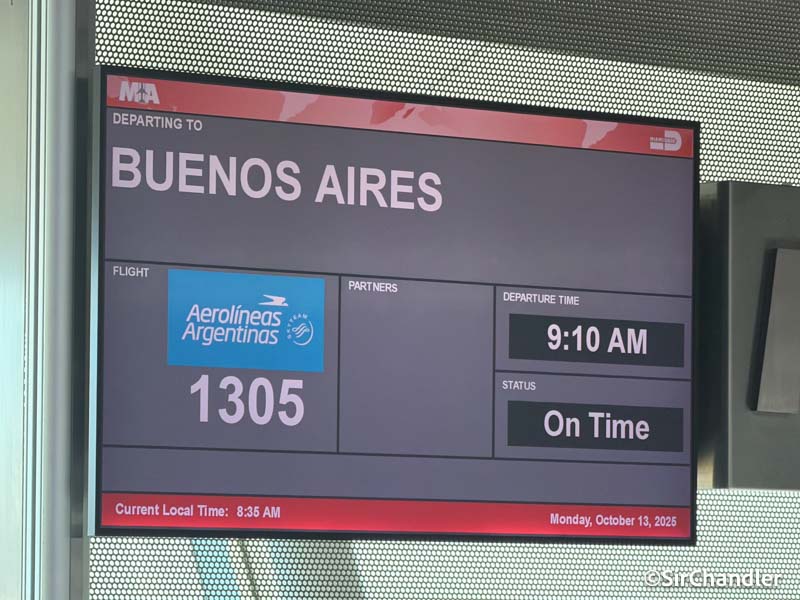 MIA
DEPARTING TO
BUENOS AIRES
FLIGHT
Aerolíneas
Argentinas
SKYTEAM
1305
PARTNERS
DEPARTURE TIME
9:10 AM
STATUS
On Time
Current Local Time: 8:35 AM
Monday, October 13, 2025
©SirChandler